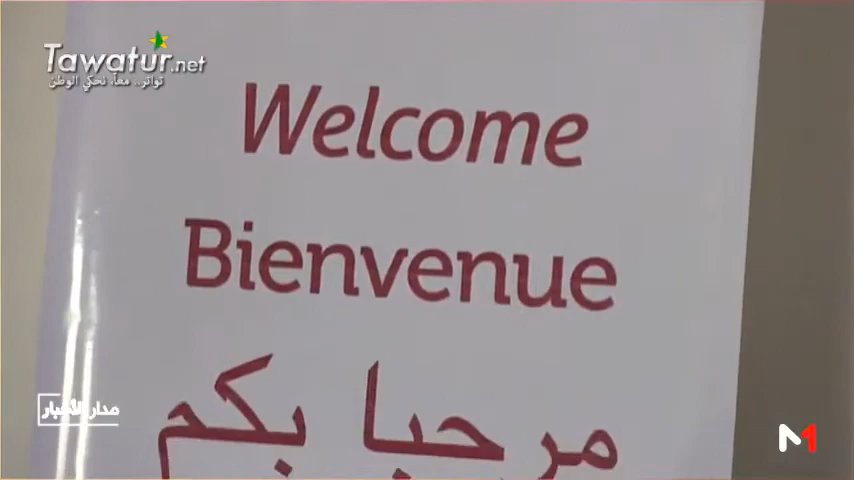 Tawatur.net
تواتر.. معاً، نحكي الوطن
Welcome
Bienvenue
مرحبا بكم
مدار الأخبار
M